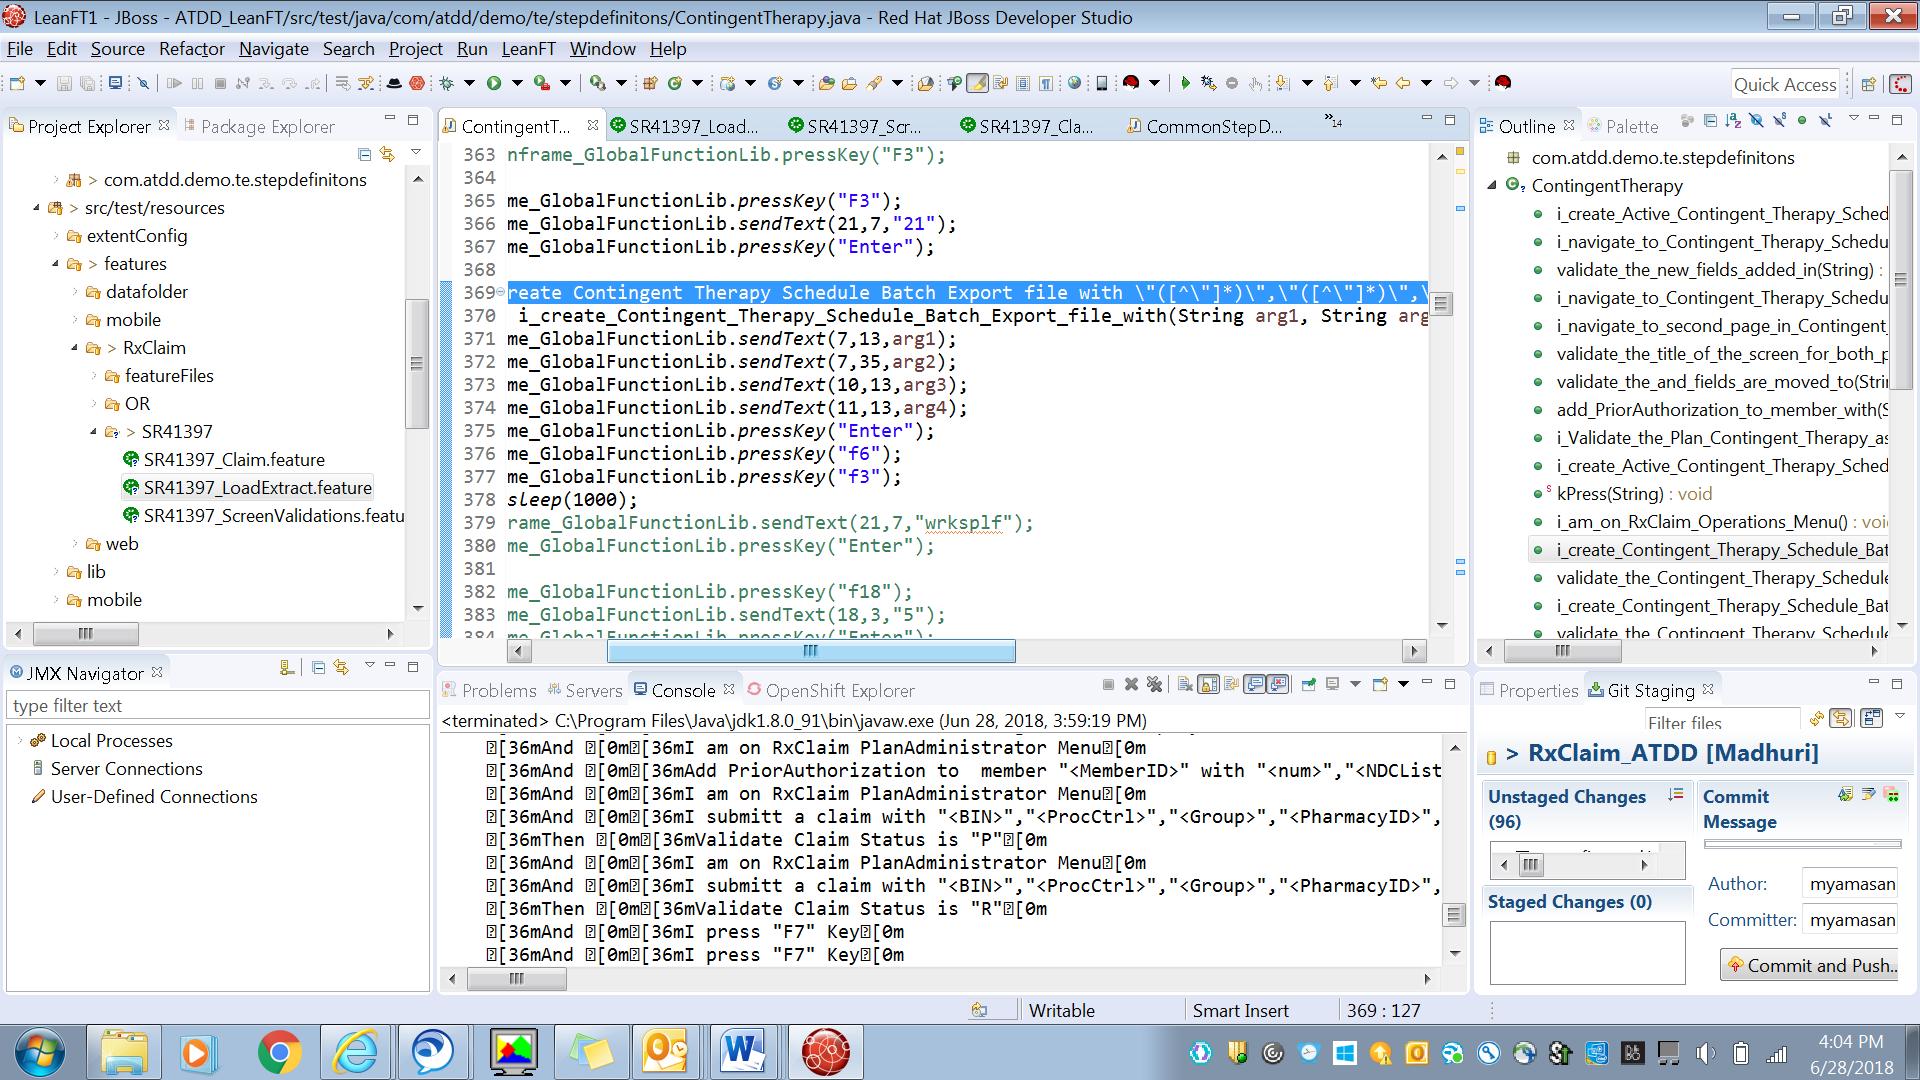 LeanFT1 - JBoss - ATDD_LeanFT/src/test/java/com/atdd/demo/te/stepdefinitons/ContingentTherapy.java - Red Hat JBoss Developer Studio
File Edit Source Refactor Navigate Search Project Run LeanFT Window Help
Quick Access
Project Explorer Package Explorer
> com.atdd.demo.te.stepdefinitons
> src/test/resources
extentConfig
> features
datafolder
mobile
> RxClaim
featureFiles
OR
> SR41397
SR41397_Claim.feature
SR41397_LoadExtract.feature
SR41397_ScreenValidations.featu
web
lib
mobile
JMX Navigator
type filter text
Local Processes
Server Connections
User-Defined Connections
ContingentT... SR41397_Load... SR41397_Scr... SR41397_Cla... CommonStepD... »14
363 nframe_GlobalFunctionLib.pressKey("F3");
364
365 me_GlobalFunctionLib.pressKey("F3");
366 me_GlobalFunctionLib.sendText(21,7,"21");
367 me_GlobalFunctionLib.pressKey("Enter");
368
369 reate Contingent Therapy Schedule Batch Export file with \"([^\"]*)\",\"([^\"]*)\",\
370 i_create_Contingent_Therapy_Schedule_Batch_Export_file_with(String arg1, String arg
371 me_GlobalFunctionLib.sendText(7,13,arg1);
372 me_GlobalFunctionLib.sendText(7,35,arg2);
373 me_GlobalFunctionLib.sendText(10,13,arg3);
374 me_GlobalFunctionLib.sendText(11,13,arg4);
375 me_GlobalFunctionLib.pressKey("Enter");
376 me_GlobalFunctionLib.pressKey("f6");
377 me_GlobalFunctionLib.pressKey("f3");
378 sleep(1000);
379 rame_GlobalFunctionLib.sendText(21,7,"wrksplf");
380 me_GlobalFunctionLib.pressKey("Enter");
381
382 me_GlobalFunctionLib.pressKey("f18");
383 me_GlobalFunctionLib.sendText(18,3,"5");
384 me_GlobalFunctionLib.pressKey("Enter");
Problems Servers Console OpenShift Explorer
<terminated> C:\Program Files\Java\jdk1.8.0_91\bin\javaw.exe (Jun 28, 2018, 3:59:19 PM)
[36mAnd [0m[36mI am on RxClaim PlanAdministrator Menu[0m
[36mAnd [0m[36mAdd PriorAuthorization to  member "<MemberID>" with "<num>","<NDCList
[36mAnd [0m[36mI am on RxClaim PlanAdministrator Menu[0m
[36mAnd [0m[36mI submitt a claim with "<BIN>","<ProcCtrl>","<Group>","<PharmacyID>",
[36mThen [0m[36mValidate Claim Status is "P"[0m
[36mAnd [0m[36mI am on RxClaim PlanAdministrator Menu[0m
[36mAnd [0m[36mI submitt a claim with "<BIN>","<ProcCtrl>","<Group>","<PharmacyID>",
[36mThen [0m[36mValidate Claim Status is "R"[0m
[36mAnd [0m[36mI press "F7" Key[0m
[36mAnd [0m[36mI press "F7" Key[0m
Outline Palette
com.atdd.demo.te.stepdefinitons
ContingentTherapy
i_create_Active_Contingent_Therapy_Sched
i_navigate_to_Contingent_Therapy_Schedu
validate_the_new_fields_added_in(String) :
i_navigate_to_Contingent_Therapy_Schedu
i_navigate_to_second_page_in_Contingent_
validate_the_title_of_the_screen_for_both_p
validate_the_and_fields_are_moved_to(Stri
add_PriorAuthorization_to_member_with(S
i_Validate_the_Plan_Contingent_Therapy_as
i_create_Active_Contingent_Therapy_Sched
kPress(String) : void
i_am_on_RxClaim_Operations_Menu() : voi
i_create_Contingent_Therapy_Schedule_Bat
validate_the_Contingent_Therapy_Schedule
i_create_Contingent_Therapy_Schedule_Bat
validate_the_Contingent_Therapy_Schedule
Properties Git Staging
Filter files
> RxClaim_ATDD [Madhuri]
Unstaged Changes (96)
Staged Changes (0)
Commit Message
Author: myamasan
Committer: myamasan
Commit and Push...
Writable Smart Insert 369 : 127
4:04 PM
6/28/2018